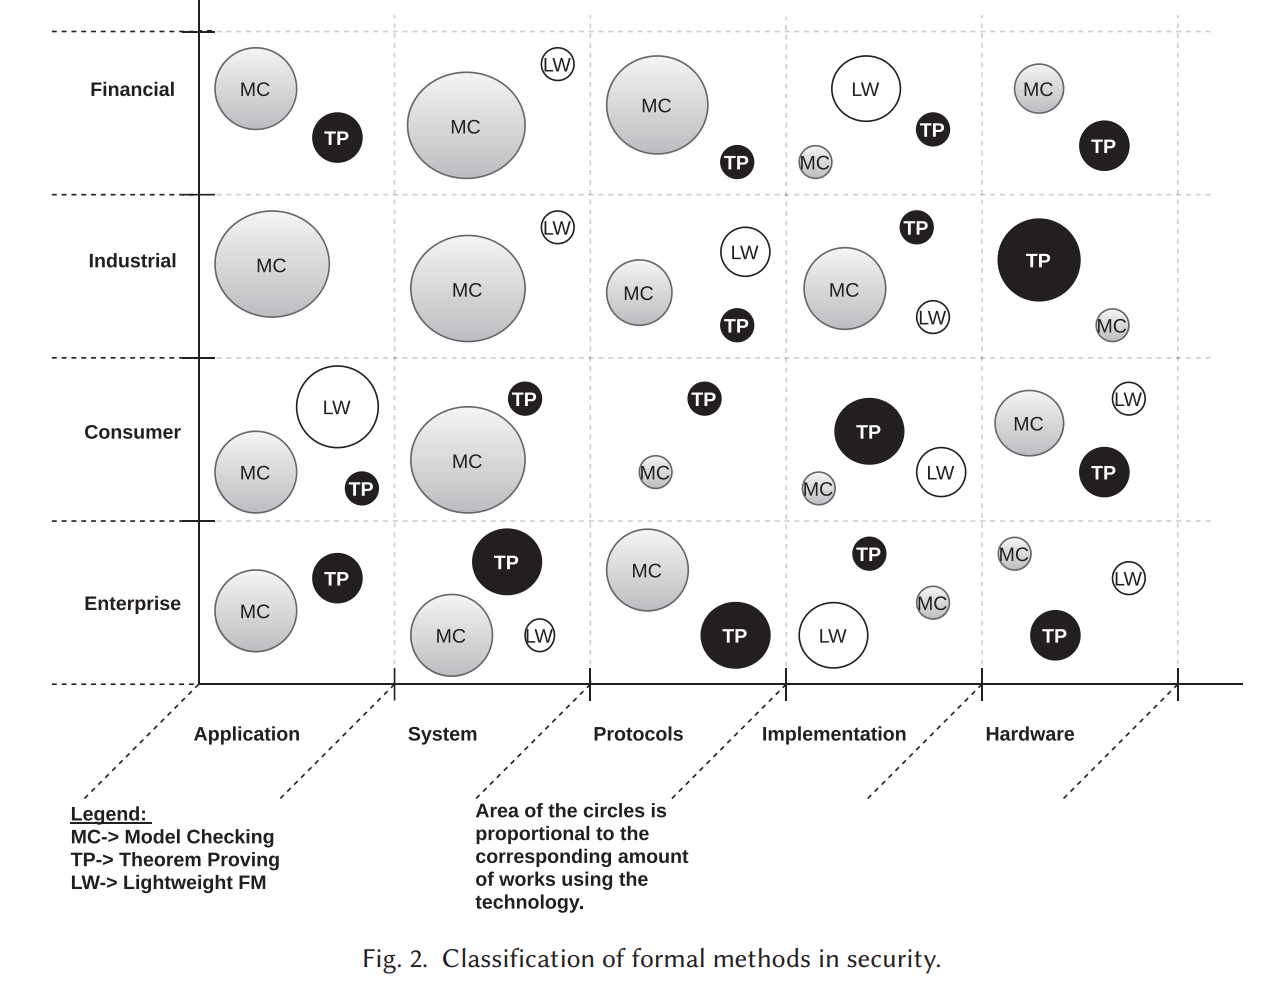 Financial
MC
TP
MC
LW
MC
TP
LW
MC
TP
MC
TP
Industrial
MC
MC
LW
MC
LW
TP
MC
TP
LW
TP
MC
Consumer
LW
MC
TP
TP
MC
TP
MC
TP
MC
LW
MC
LW
TP
Enterprise
MC
TP
TP
MC
LW
MC
TP
TP
LW
MC
MC
LW
TP
Application
System
Protocols
Implementation
Hardware
Legend:
MC-> Model Checking
TP-> Theorem Proving
LW-> Lightweight FM
Area of the circles is
proportional to the
corresponding amount
of works using the
technology.
Fig. 2. Classification of formal methods in security.